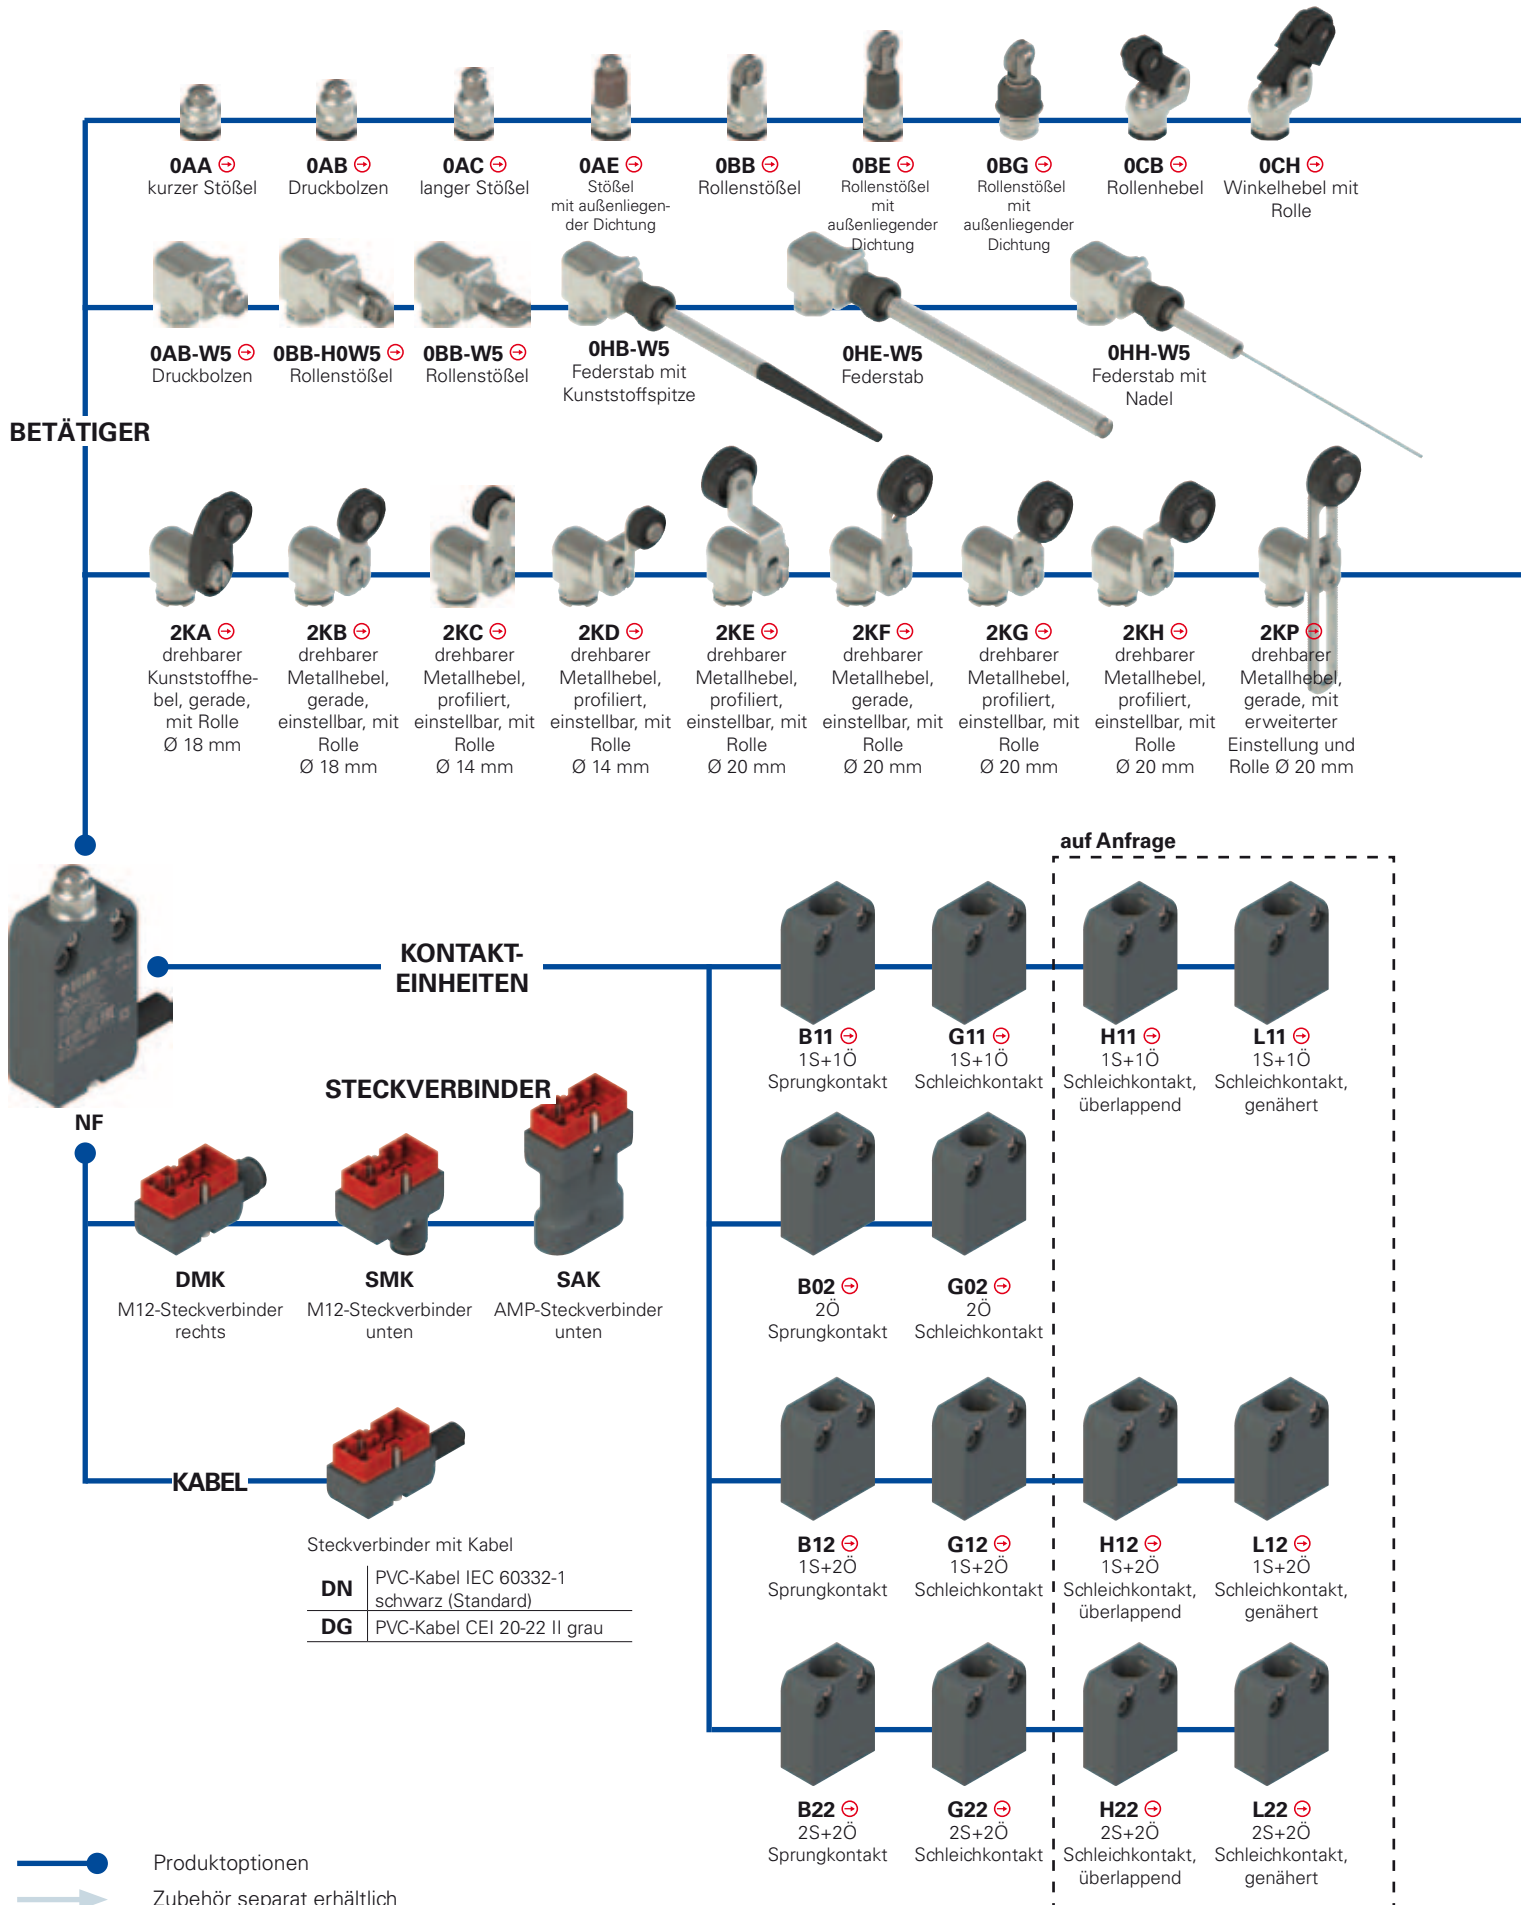 0AA
kurzer Stößel
0AB
Druckbolzen
0AC
langer Stößel
0AE
Stößel
mit außenliegen-
der Dichtung
0BB
Rollenstößel
0BE
Rollenstößel
mit
außenliegender
Dichtung
0BG
Rollenstößel
mit
außenliegender
Dichtung
0CB
Rollenhebel
0CH
Winkelhebel mit
Rolle
0AB-W5
Druckbolzen
0BB-H0W5
Rollenstößel
0BB-W5
Rollenstößel
0HB-W5
Federstab mit
Kunststoffspitze
0HE-W5
Federstab
0HH-W5
Federstab mit
Nadel
BETÄTIGER
2KA
drehbarer
Kunststoffhe-
bel, gerade,
mit Rolle
Ø 18 mm
2KB
drehbarer
Metallhebel,
gerade,
einstellbar, mit
Rolle
Ø 18 mm
2KC
drehbarer
Metallhebel,
profiliert,
einstellbar, mit
Rolle
Ø 14 mm
2KD
drehbarer
Metallhebel,
profiliert,
einstellbar, mit
Rolle
Ø 14 mm
2KE
drehbarer
Metallhebel,
profiliert,
einstellbar, mit
Rolle
Ø 20 mm
2KF
drehbarer
Metallhebel,
gerade,
einstellbar, mit
Rolle
Ø 20 mm
2KG
drehbarer
Metallhebel,
profiliert,
einstellbar, mit
Rolle
Ø 20 mm
2KH
drehbarer
Metallhebel,
profiliert,
einstellbar, mit
Rolle
Ø 20 mm
2KP
drehbarer
Metallhebel,
gerade, mit
erweiterter
Einstellung und
Rolle Ø 20 mm
auf Anfrage
KONTAKT-
EINHEITEN
B11
1S+1Ö
Sprungkontakt
G11
1S+1Ö
Schleichkontakt
H11
1S+1Ö
Schleichkontakt,
überlappend
L11
1S+1Ö
Schleichkontakt,
genähert
NF
STECKVERBINDER
DMK
M12-Steckverbinder
rechts
SMK
M12-Steckverbinder
unten
SAK
AMP-Steckverbinder
unten
B02
2Ö
Sprungkontakt
G02
2Ö
Schleichkontakt
KABEL
Steckverbinder mit Kabel
DN PVC-Kabel IEC 60332-1
schwarz (Standard)
DG PVC-Kabel CEI 20-22 II grau
B12
1S+2Ö
Sprungkontakt
G12
1S+2Ö
Schleichkontakt
H12
1S+2Ö
Schleichkontakt,
überlappend
L12
1S+2Ö
Schleichkontakt,
genähert
B22
2S+2Ö
Sprungkontakt
G22
2S+2Ö
Schleichkontakt
H22
2S+2Ö
Schleichkontakt,
überlappend
L22
2S+2Ö
Schleichkontakt,
genähert
Produktoptionen
Zubehör separat erhältlich